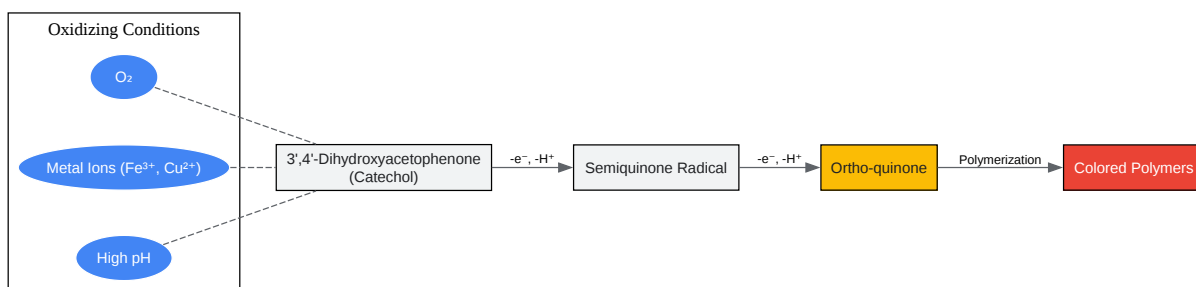 Oxidizing Conditions
O₂
Metal Ions (Fe³⁺, Cu²⁺)
High pH
3',4'-Dihydroxyacetophenone
(Catechol)
-e⁻, -H⁺
Semiquinone Radical
-e⁻, -H⁺
Ortho-quinone
Polymerization
Colored Polymers